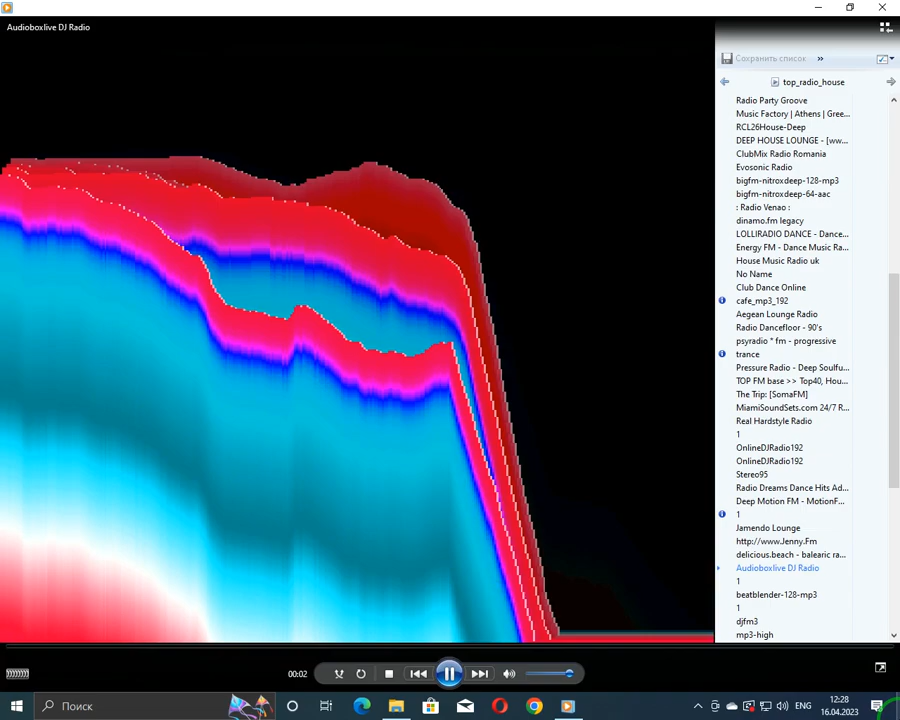 Audioboxlive DJ Radio
Сохранить список »
top_radio_house
Radio Party Groove
Music Factory | Athens | Gree...
RCL26House-Deep
DEEP HOUSE LOUNGE - [ww...
ClubMix Radio Romania
Evosonic Radio
bigfm-nitroxdeep-128-mp3
bigfm-nitroxdeep-64-aac
: Radio Venao :
dinamo.fm legacy
LOLLIRADIO DANCE - Dance...
Energy FM - Dance Music Ra...
House Music Radio uk
No Name
Club Dance Online
cafe_mp3_192
Aegean Lounge Radio
Radio Dancefloor - 90's
psyradio * fm - progressive
trance
Pressure Radio - Deep Soulfu...
TOP FM base >> Top40, Hou...
The Trip: [SomaFM]
MiamiSoundSets.com 24/7 R...
Real Hardstyle Radio
1
OnlineDJRadio192
OnlineDJRadio192
Stereo95
Radio Dreams Dance Hits Ad...
Deep Motion FM - MotionF...
1
Jamendo Lounge
http://www.Jenny.Fm
delicious.beach - balearic ra...
Audioboxlive DJ Radio
1
beatblender-128-mp3
1
djfm3
mp3-high
00:02
Поиск
ENG
12:28
16.04.2023